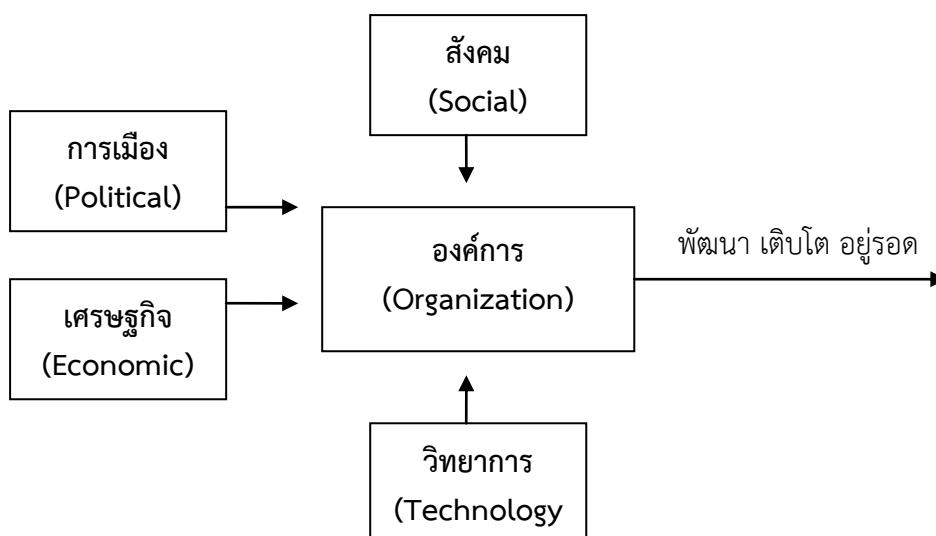 สังคม
(Social)
การเมือง
(Political)
องค์การ
(Organization)
พัฒนา เติบโต อยู่รอด
เศรษฐกิจ
(Economic)
วิทยาการ
(Technology